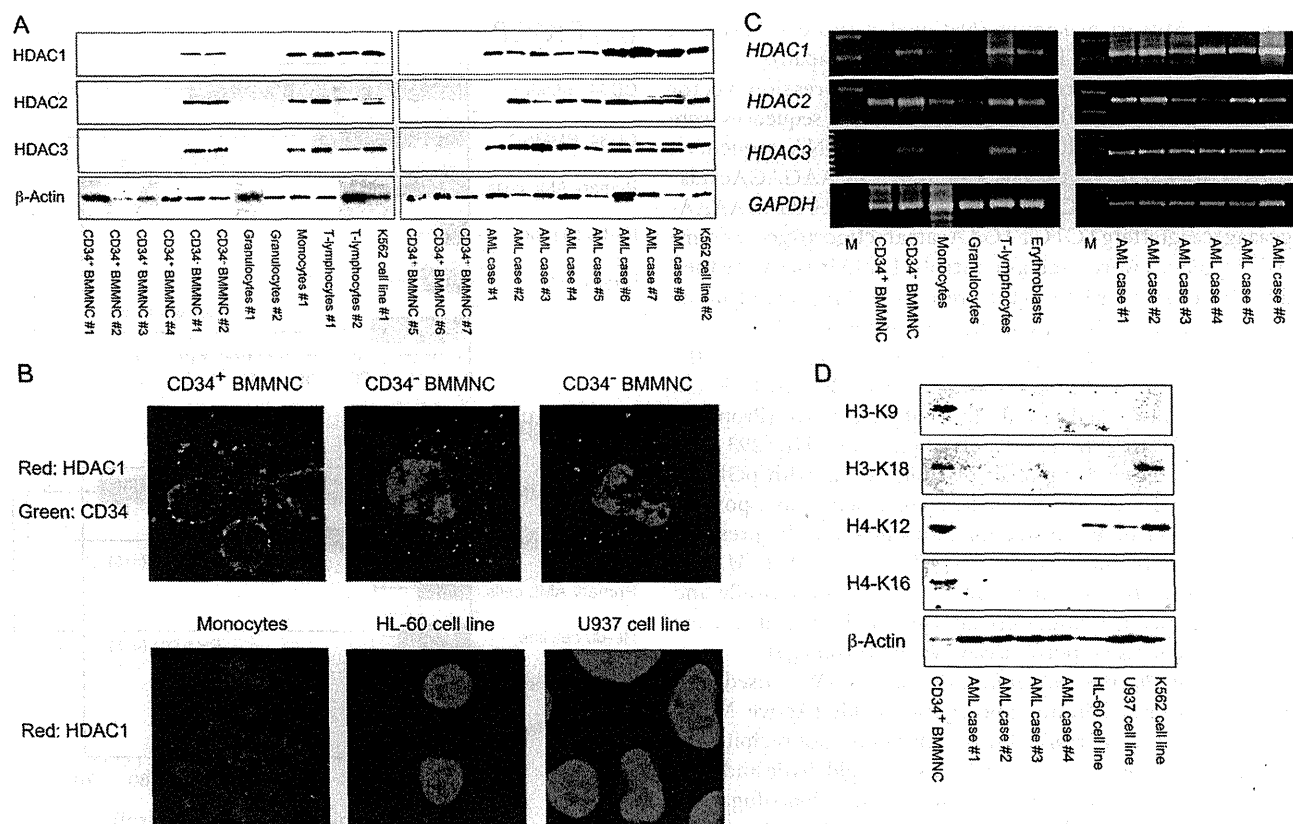 A
HDAC1
HDAC2
HDAC3
β-Actin
CD34+ BMMNC #1
CD34+ BMMNC #2
CD34+ BMMNC #3
CD34+ BMMNC #4
CD34- BMMNC #1
CD34- BMMNC #2
Granulocytes #1
Granulocytes #2
Monocytes #1
T-lymphocytes #1
T-lymphocytes #2
K562 cell line #1
CD34+ BMMNC #5
CD34+ BMMNC #6
CD34+ BMMNC #7
AML case #1
AML case #2
AML case #3
AML case #4
AML case #5
AML case #6
AML case #7
AML case #8
K562 cell line #2
B
CD34+ BMMNC
CD34- BMMNC
CD34- BMMNC
Red: HDAC1
Green: CD34
Monocytes
HL-60 cell line
U937 cell line
Red: HDAC1
C
HDAC1
HDAC2
HDAC3
GAPDH
M
CD34+ BMMNC
CD34+ BMMNC
Monocytes
Granulocytes
T-lymphocytes
Erythroblasts
M
AML case #1
AML case #2
AML case #3
AML case #4
AML case #5
AML case #6
D
H3-K9
H3-K18
H4-K12
H4-K16
β-Actin
CD34+ BMMNC
AML case #1
AML case #2
AML case #3
AML case #4
HL-60 cell line
U937 cell line
K562 cell line